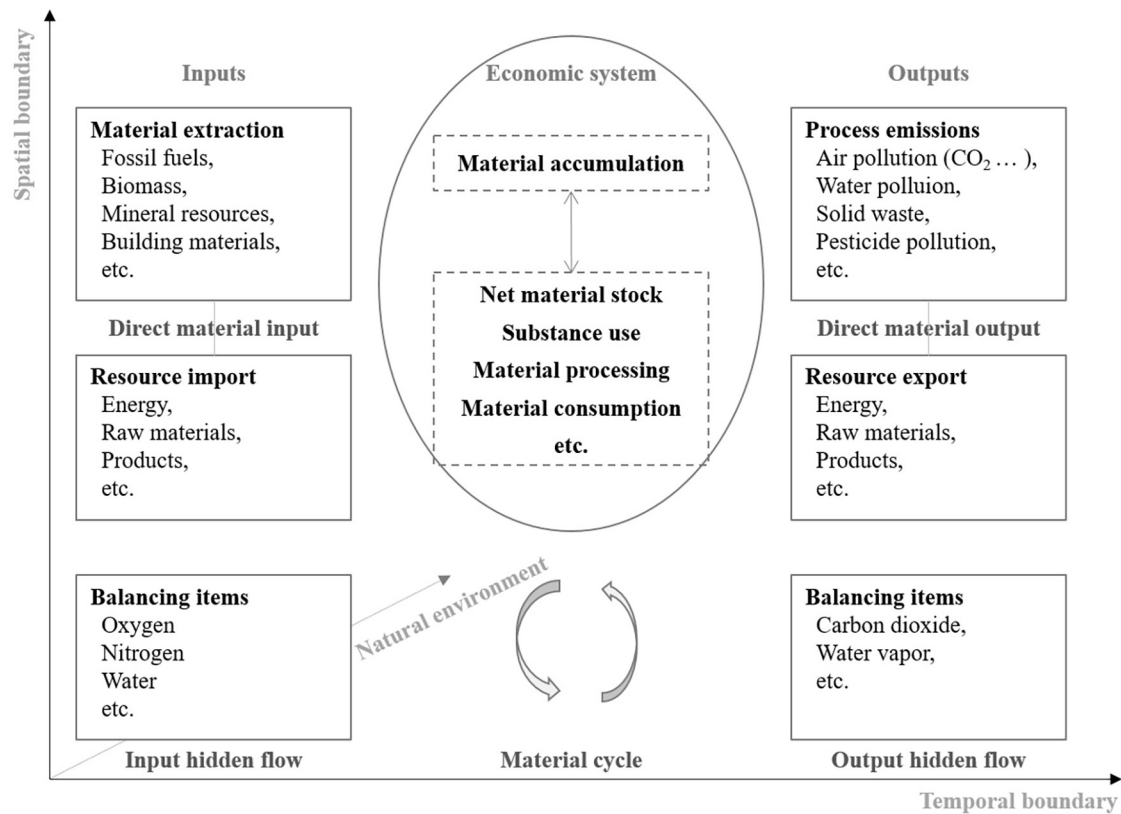 Spatial boundary
Inputs
Material extraction
Fossil fuels,
Biomass,
Mineral resources,
Building materials,
etc.
Direct material input
Resource import
Energy,
Raw materials,
Products,
etc.
Balancing items
Oxygen
Nitrogen
Water
etc.
Input hidden flow
Economic system
Material accumulation
Net material stock
Substance use
Material processing
Material consumption
etc.
Natural environment
Material cycle
Outputs
Process emissions
Air pollution (CO₂ … ),
Water polluion,
Solid waste,
Pesticide pollution,
etc.
Direct material output
Resource export
Energy,
Raw materials,
Products,
etc.
Balancing items
Carbon dioxide,
Water vapor,
etc.
Output hidden flow
Temporal boundary